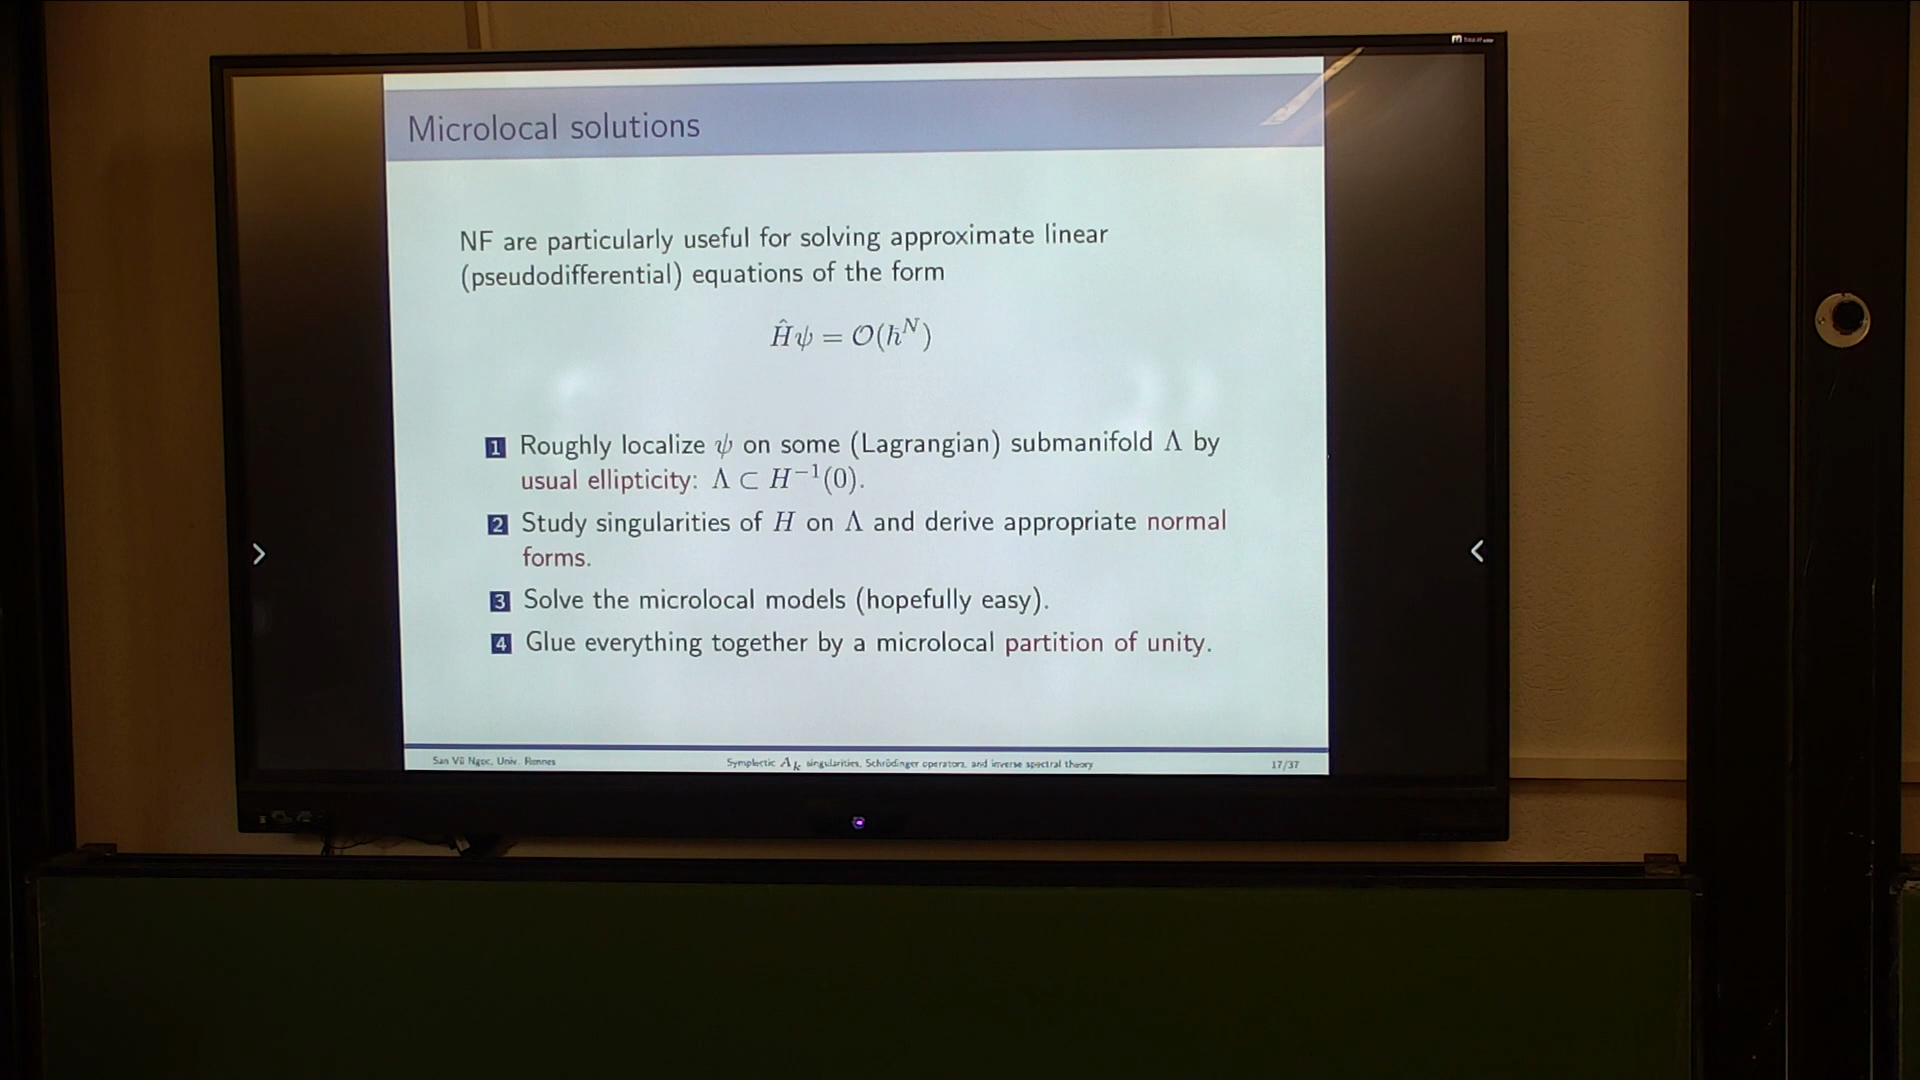 Microlocal solutions
NF are particularly useful for solving approximate linear
(pseudodifferential) equations of the form
Ĥψ = 𝒪(ℏ^N)
1 Roughly localize ψ on some (Lagrangian) submanifold Λ by
usual ellipticity: Λ ⊂ H⁻¹(0).
2 Study singularities of H on Λ and derive appropriate normal
forms.
3 Solve the microlocal models (hopefully easy).
4 Glue everything together by a microlocal partition of unity.
San Vũ Ngọc, Univ. Rennes
Symplectic A_k singularities, Schrödinger operators, and inverse spectral theory
17/37